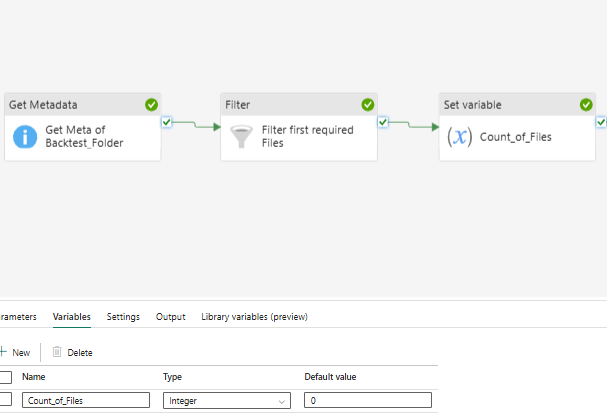 Get Metadata
Get Meta of
Backtest_Folder
Filter
Filter first required
Files
Set variable
(x) Count_of_Files
rameters Variables Settings Output Library variables (preview)
+ New Delete
Name Type Default value
Count_of_Files Integer 0